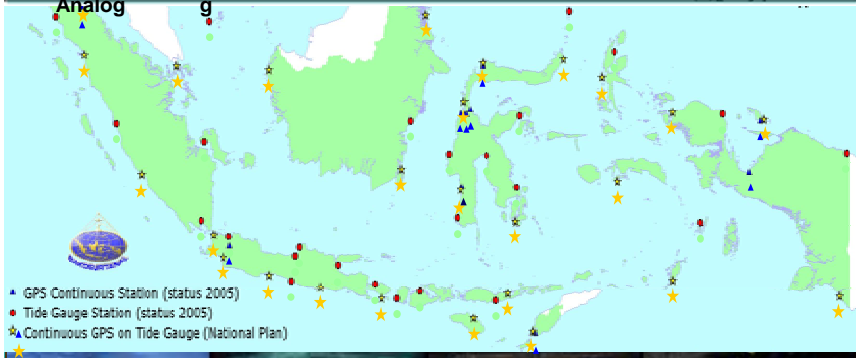 Analog g
GPS Continuous Station (status 2005)
Tide Gauge Station (status 2005)
Continuous GPS on Tide Gauge (National Plan)